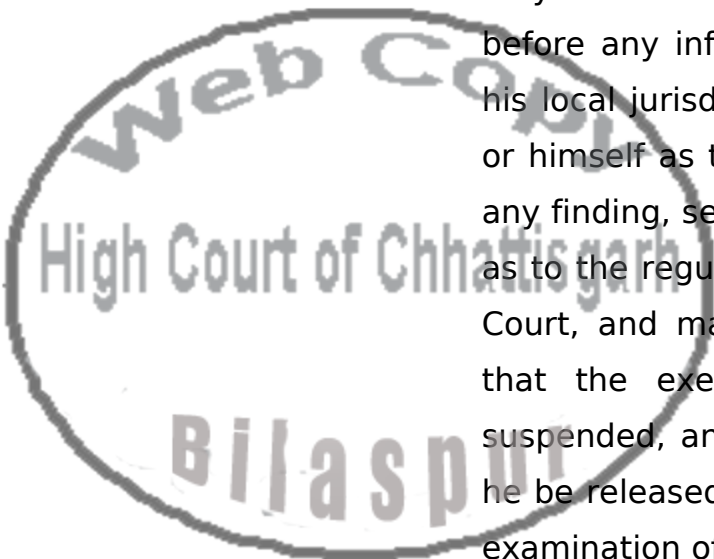 Web Copy
High Court of Chhattisgarh
Bilaspur
before any inf
his local jurisd
or himself as t
any finding, se
as to the regu
Court, and ma
that the exe
suspended, an
he be released
examination of